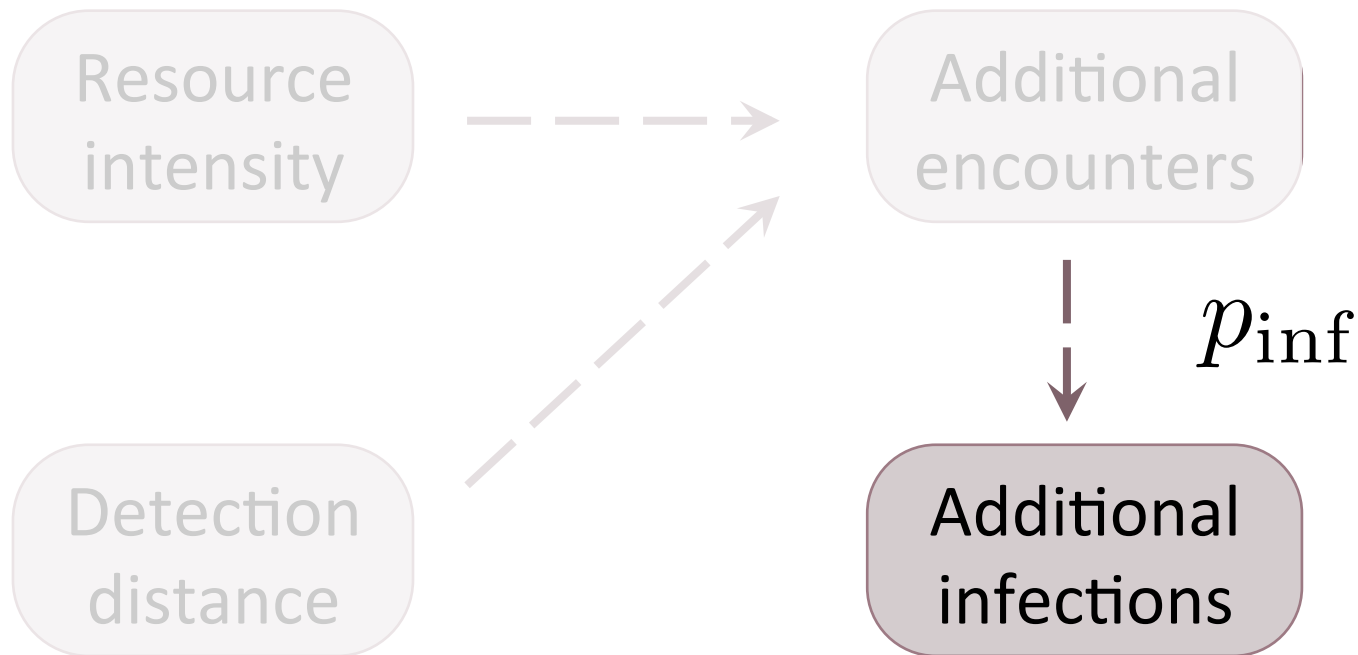 Resource
intensity
Additional
encounters
p_inf
Detection
distance
Additional
infections